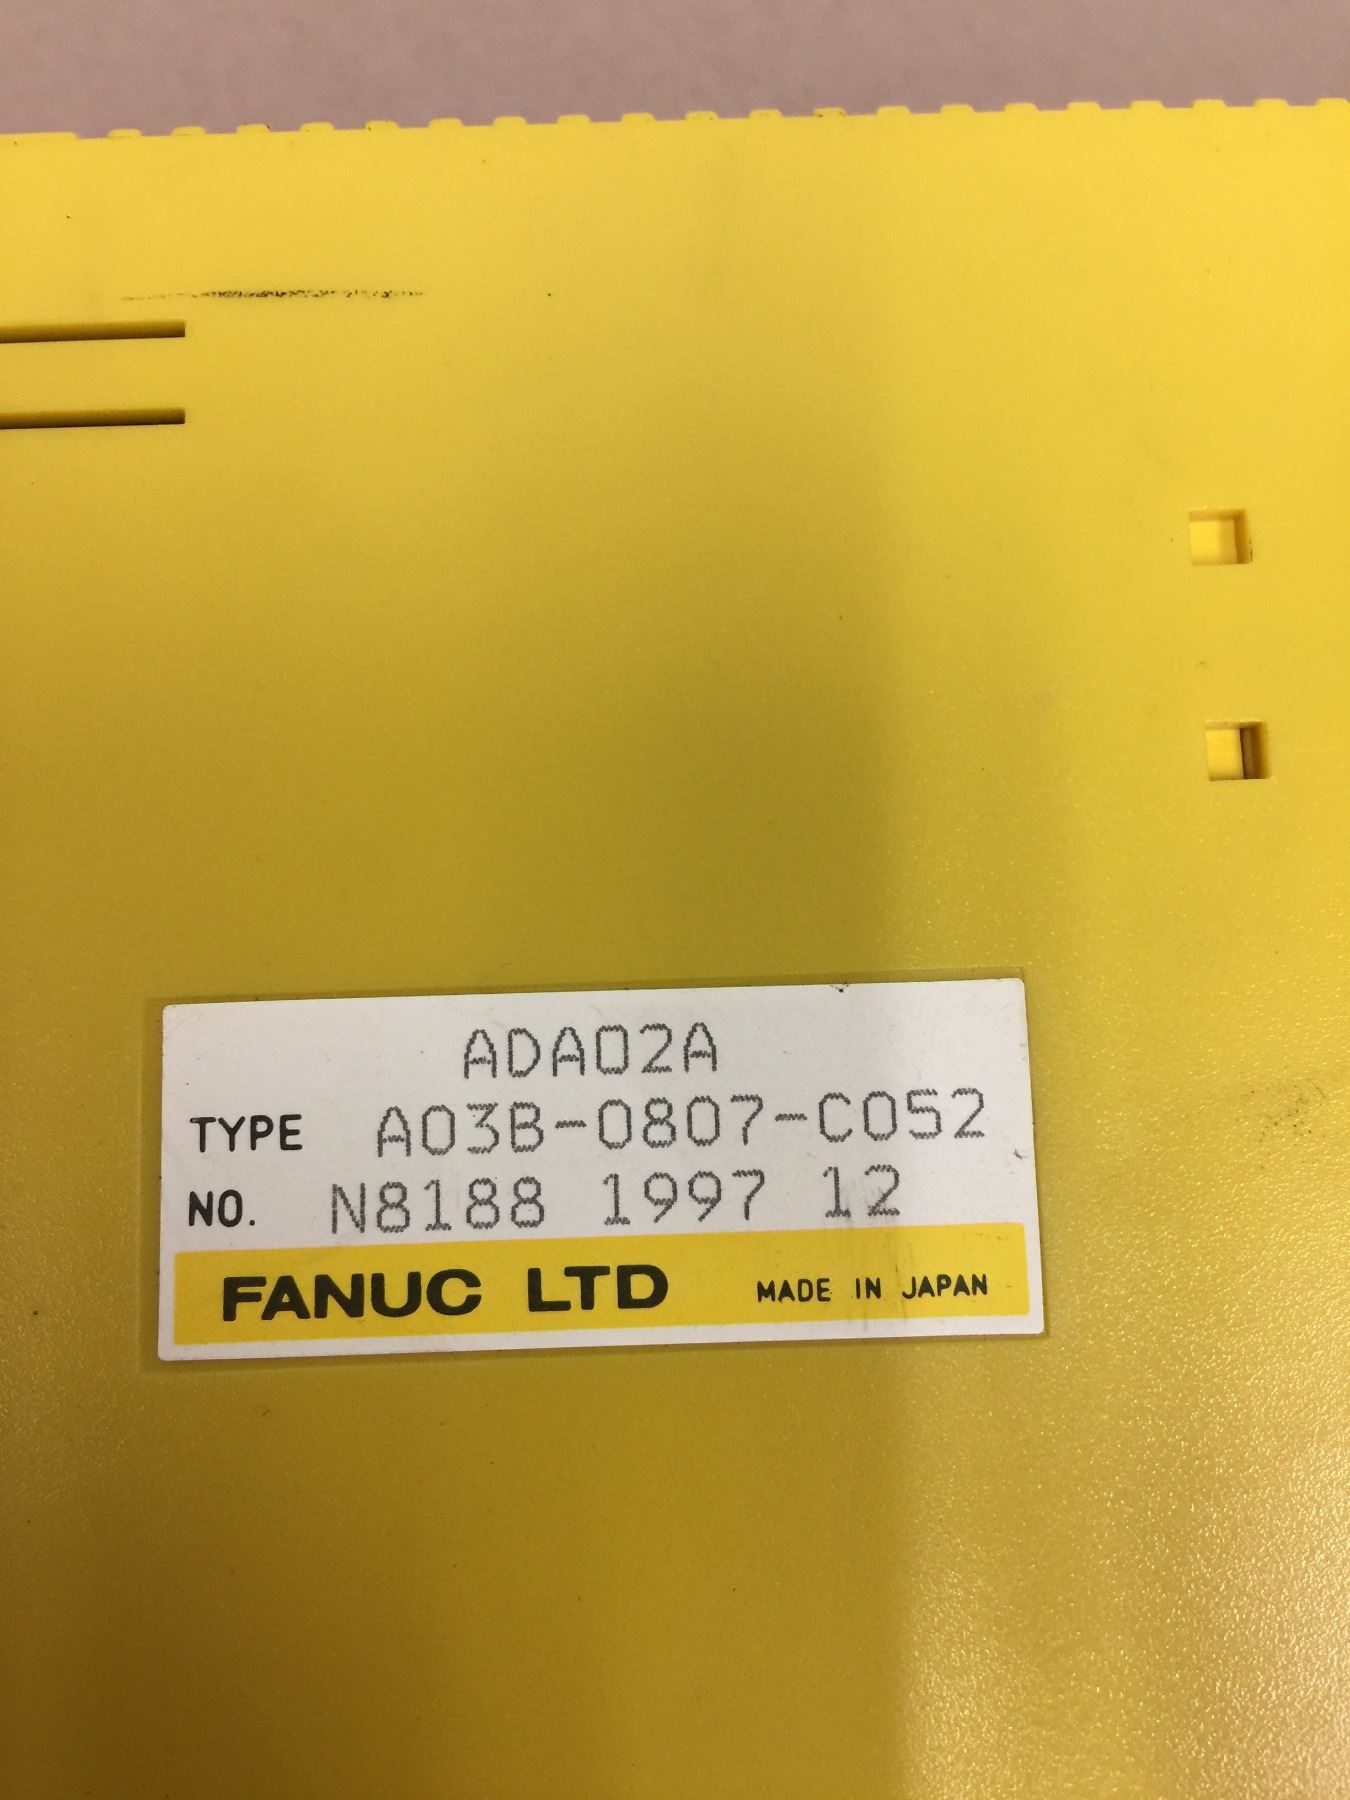 ADA02A
TYPE A03B-0807-C052
NO. N8188 1997 12
FANUC LTD MADE IN JAPAN